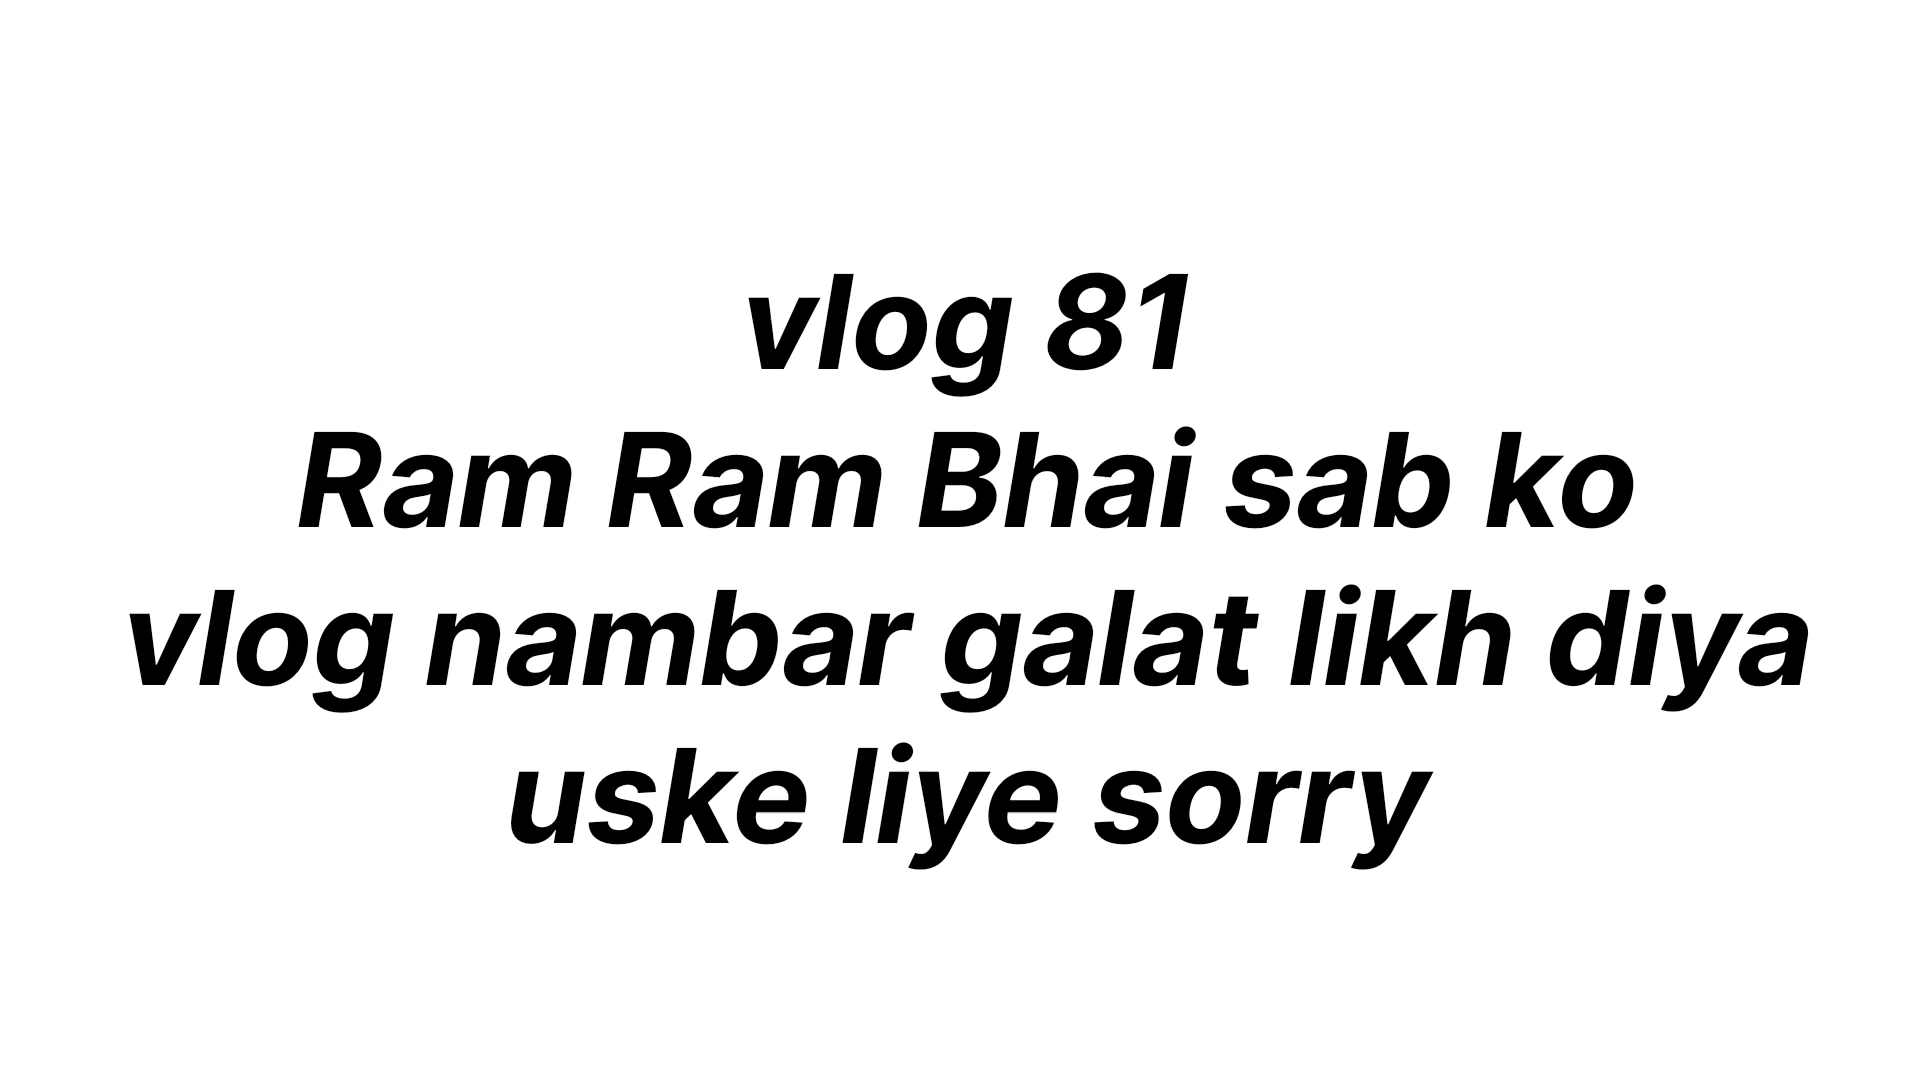 vlog 81
Ram Ram Bhai sab ko
vlog nambar galat likh diya
uske liye sorry